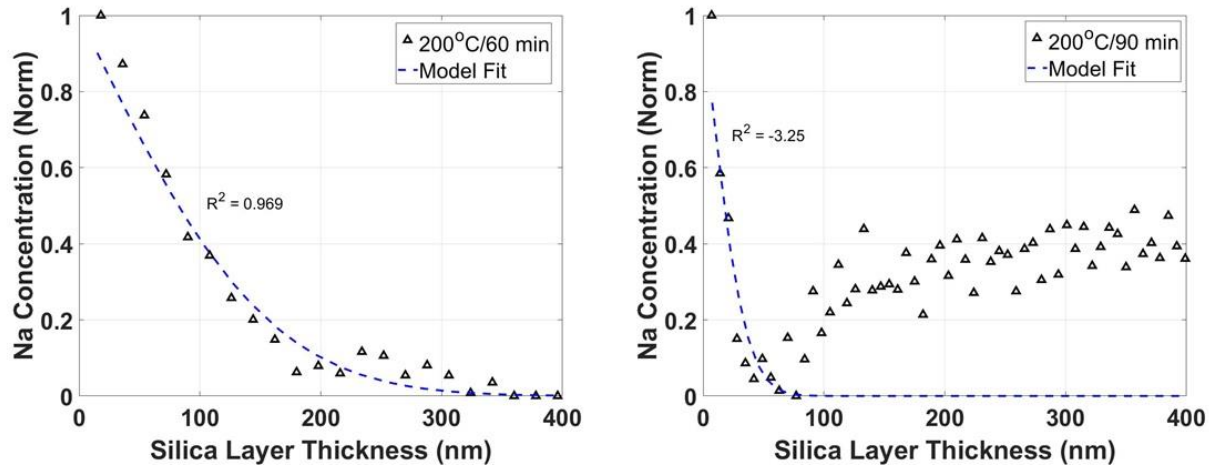 1
0.8
0.6
0.4
0.2
0
Na Concentration (Norm)
200°C/60 min
Model Fit
R² = 0.969
0
100
200
300
400
Silica Layer Thickness (nm)
1
0.8
0.6
0.4
0.2
0
Na Concentration (Norm)
200°C/90 min
Model Fit
R² = -3.25
0
100
200
300
400
Silica Layer Thickness (nm)